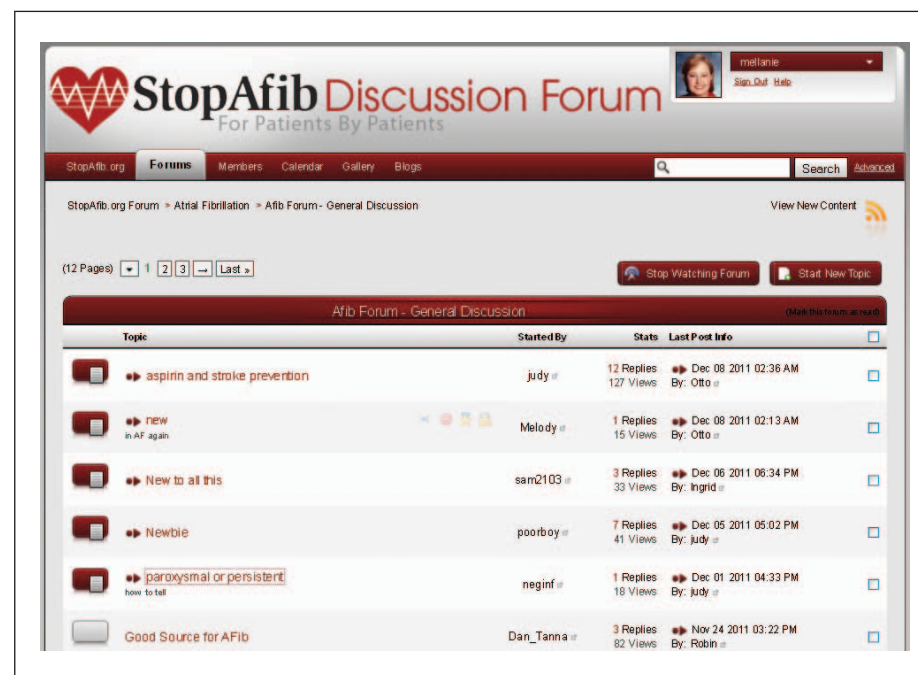 StopAfib Discussion Forum
For Patients By Patients
mellanie
Sign Out Help
StopAfib.org Forums Members Calendar Gallery Blogs Search Advanced
StopAfib.org Forum > Atrial Fibrillation > Afib Forum - General Discussion View New Content
(12 Pages) 1 2 3 → Last » Stop Watching Forum Start New Topic
Afib Forum - General Discussion (Mark this forum as read)
Topic Started By Stats Last Post Info
aspirin and stroke prevention judy 12 Replies Dec 08 2011 02:36 AM
127 Views By: Otto
new Melody 1 Replies Dec 08 2011 02:13 AM
in AF again 15 Views By: Otto
New to all this sam2103 3 Replies Dec 06 2011 06:34 PM
33 Views By: Ingrid
Newbie poorboy 7 Replies Dec 05 2011 05:02 PM
41 Views By: judy
paroxysmal or persistent neginf 1 Replies Dec 01 2011 04:33 PM
how to tell 18 Views By: judy
Good Source for AFib Dan_Tanna 3 Replies Nov 24 2011 03:22 PM
82 Views By: Robin